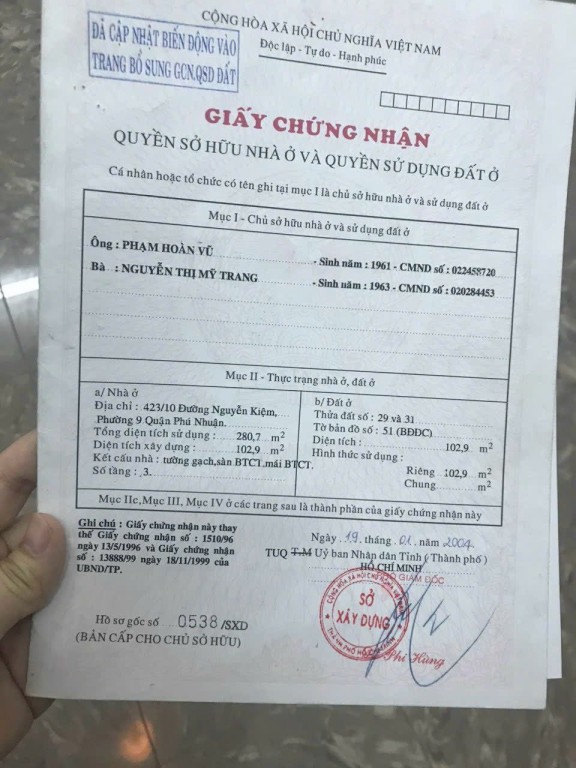 CỘNG HÒA XÃ HỘI CHỦ NGHĨA VIỆT NAM
Độc lập - Tự do - Hạnh phúc
ĐÃ CẬP NHẬT BIẾN ĐỘNG VÀO
TRANG BỔ SUNG GCN.QSD ĐẤT
GIẤY CHỨNG NHẬN
QUYỀN SỞ HỮU NHÀ Ở VÀ QUYỀN SỬ DỤNG ĐẤT Ở
Cá nhân hoặc tổ chức có tên ghi tại mục I là chủ sở hữu nhà ở và sử dụng đất ở
Mục I - Chủ sở hữu nhà ở và sử dụng đất ở
Ông : PHẠM HOÀN VŨ - Sinh năm : 1961 - CMND số : 022458720
Bà : NGUYỄN THỊ MỸ TRANG - Sinh năm : 1963 - CMND số : 020284453
Mục II - Thực trạng nhà ở, đất ở
a/ Nhà ở
Địa chỉ : 423/10 Đường Nguyễn Kiệm,
Phường 9 Quận Phú Nhuận.
Tổng diện tích sử dụng : 280,7 m²
Diện tích xây dựng : 102,9 m²
Kết cấu nhà : tường gạch,sàn BTCT,mái BTCT.
Số tầng : 3.
b/ Đất ở
Thửa đất số : 29 và 31
Tờ bản đồ số : 51 (BĐDC)
Diện tích : 102,9 m²
Hình thức sử dụng :
Riêng 102,9 m²
Chung m²
Mục IIc,Mục III, Mục IV ở các trang sau là thành phần của giấy chứng nhận này
Ghi chú : Giấy chứng nhận này thay
thế Giấy chứng nhận số : 1510/96
ngày 13/5/1996 và Giấy chứng nhận
số : 13888/99 ngày 18/11/1999 của
UBND/TP.
Hồ sơ gốc số 0538 /SXD
(BẢN CẤP CHO CHỦ SỞ HỮU)
Ngày 19 tháng 01 năm 2004
TUQ T.M Uỷ ban Nhân dân Tỉnh ( Thành phố )
HỒ CHÍ MINH
GIÁM ĐỐC
SỞ
XÂY DỰNG
Phi Hùng